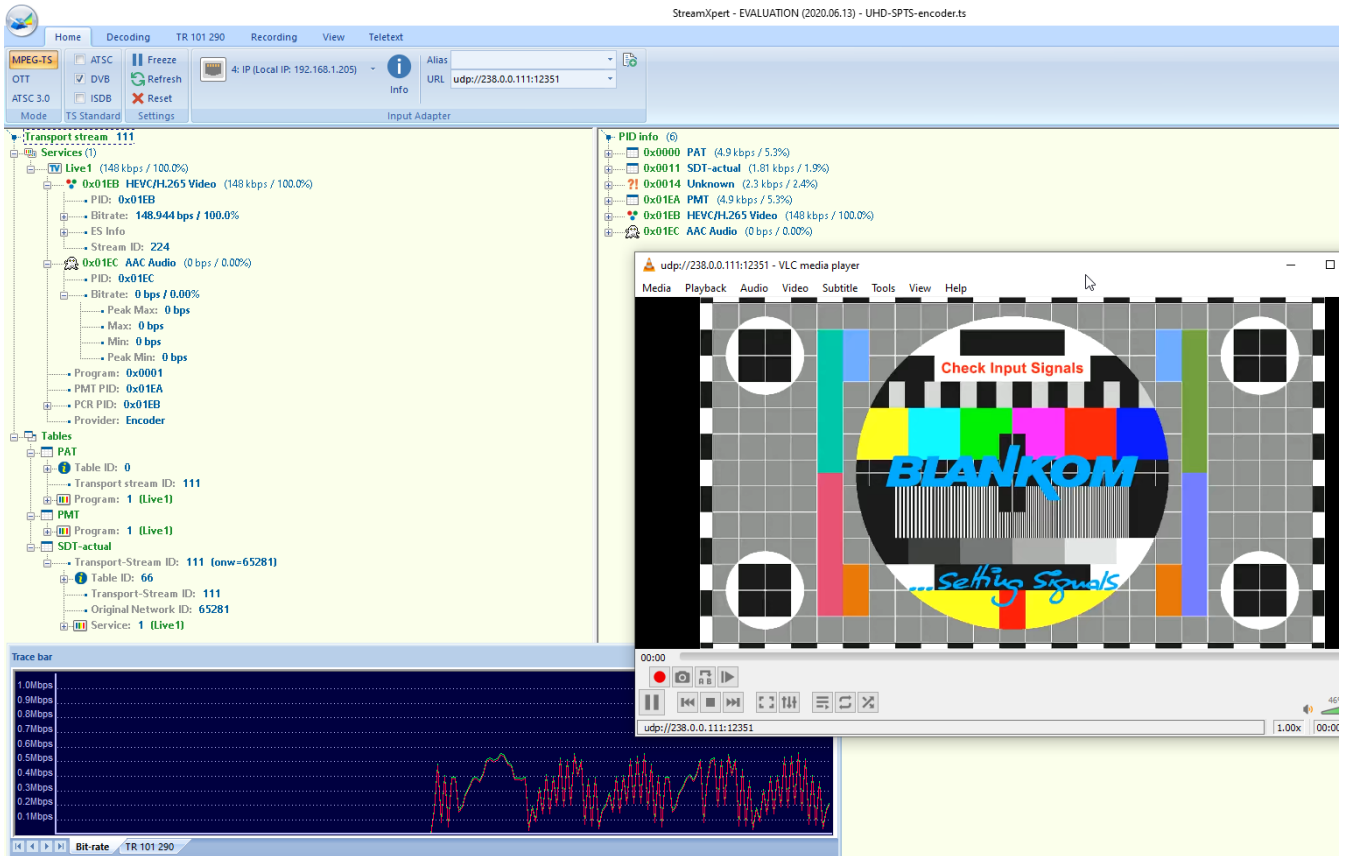 StreamXpert - EVALUATION (2020.06.13) - UHD-SPTS-encoder.ts
Home Decoding TR 101 290 Recording View Teletext
MPEG-TS ATSC Freeze Alias
OTT DVB Refresh 4: IP (Local IP: 192.168.1.205) Info URL udp://238.0.0.111:12351
ATSC 3.0 ISDB Reset
Mode TS Standard Settings Input Adapter
Transport stream 111
Services (1)
TV Live1 (148 kbps / 100.0%)
0x01EB HEVC/H.265 Video (148 kbps / 100.0%)
PID: 0x01EB
Bitrate: 148.944 bps / 100.0%
ES Info
Stream ID: 224
0x01EC AAC Audio (0 bps / 0.00%)
PID: 0x01EC
Bitrate: 0 bps / 0.00%
Peak Max: 0 bps
Max: 0 bps
Min: 0 bps
Peak Min: 0 bps
Program: 0x0001
PMT PID: 0x01EA
PCR PID: 0x01EB
Provider: Encoder
Tables
PAT
Table ID: 0
Transport stream ID: 111
Program: 1 (Live1)
PMT
Program: 1 (Live1)
SDT-actual
Transport-Stream ID: 111 (onw=65281)
Table ID: 66
Transport-Stream ID: 111
Original Network ID: 65281
Service: 1 (Live1)
PID info (6)
0x0000 PAT (4.9 kbps / 5.3%)
0x0011 SDT-actual (1.81 kbps / 1.9%)
?! 0x0014 Unknown (2.3 kbps / 2.4%)
0x01EA PMT (4.9 kbps / 5.3%)
0x01EB HEVC/H.265 Video (148 kbps / 100.0%)
0x01EC AAC Audio (0 bps / 0.00%)
udp://238.0.0.111:12351 - VLC media player
Media Playback Audio Video Subtitle Tools View Help
Check Input Signals
BLANKOM
... Setting Signals
00:00
A B
46%
udp://238.0.0.111:12351 1.00x 00:00
Trace bar
1.0Mbps
0.9Mbps
0.8Mbps
0.7Mbps
0.6Mbps
0.5Mbps
0.4Mbps
0.3Mbps
0.2Mbps
0.1Mbps
Bit-rate TR 101 290